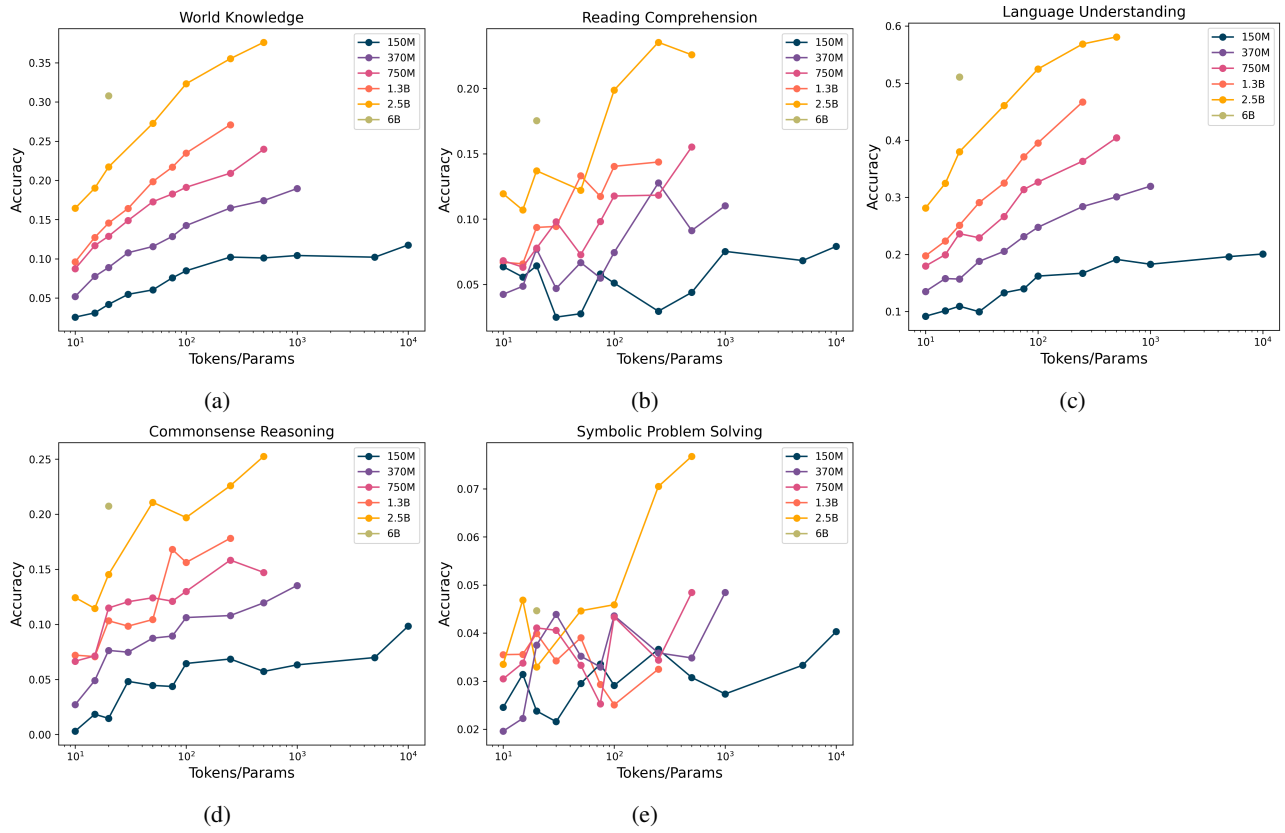 World Knowledge
Accuracy
0.35
0.30
0.25
0.20
0.15
0.10
0.05
10¹
10²
10³
10⁴
Tokens/Params
150M
370M
750M
1.3B
2.5B
6B
(a)
Reading Comprehension
Accuracy
0.20
0.15
0.10
0.05
10¹
10²
10³
10⁴
Tokens/Params
150M
370M
750M
1.3B
2.5B
6B
(b)
Language Understanding
Accuracy
0.6
0.5
0.4
0.3
0.2
0.1
10¹
10²
10³
10⁴
Tokens/Params
150M
370M
750M
1.3B
2.5B
6B
(c)
Commonsense Reasoning
Accuracy
0.25
0.20
0.15
0.10
0.05
0.00
10¹
10²
10³
10⁴
Tokens/Params
150M
370M
750M
1.3B
2.5B
6B
(d)
Symbolic Problem Solving
Accuracy
0.07
0.06
0.05
0.04
0.03
0.02
10¹
10²
10³
10⁴
Tokens/Params
150M
370M
750M
1.3B
2.5B
6B
(e)